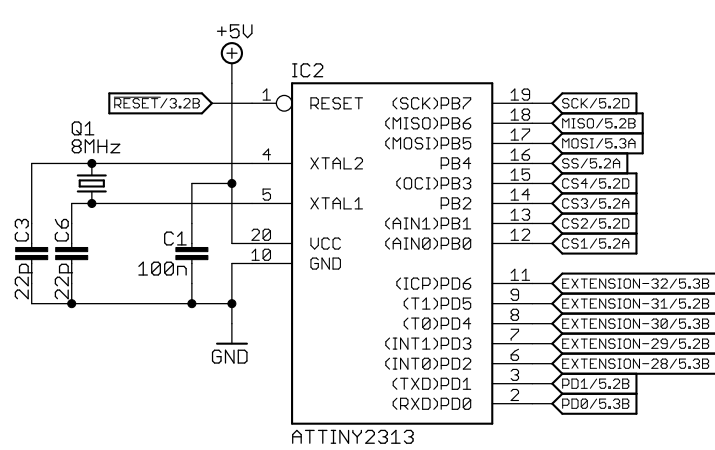 +5V
IC2
RESET/3.2B 1 RESET (SCK)PB7 19 SCK/5.2D
(MISO)PB6 18 MISO/5.2B
(MOSI)PB5 17 MOSI/5.3A
Q1
8MHz
4 XTAL2 PB4 16 SS/5.2A
(OCI)PB3 15 CS4/5.2D
5 XTAL1 PB2 14 CS3/5.2A
(AIN1)PB1 13 CS2/5.2D
C3 C6 C1 20 VCC (AIN0)PB0 12 CS1/5.2A
22p 22p 100n 10 GND
(ICP)PD6 11 EXTENSION-32/5.3B
(T1)PD5 9 EXTENSION-31/5.2B
(T0)PD4 8 EXTENSION-30/5.3B
(INT1)PD3 7 EXTENSION-29/5.2B
GND
(INT0)PD2 6 EXTENSION-28/5.3B
(TXD)PD1 3 PD1/5.2B
(RXD)PD0 2 PD0/5.3B
ATTINY2313